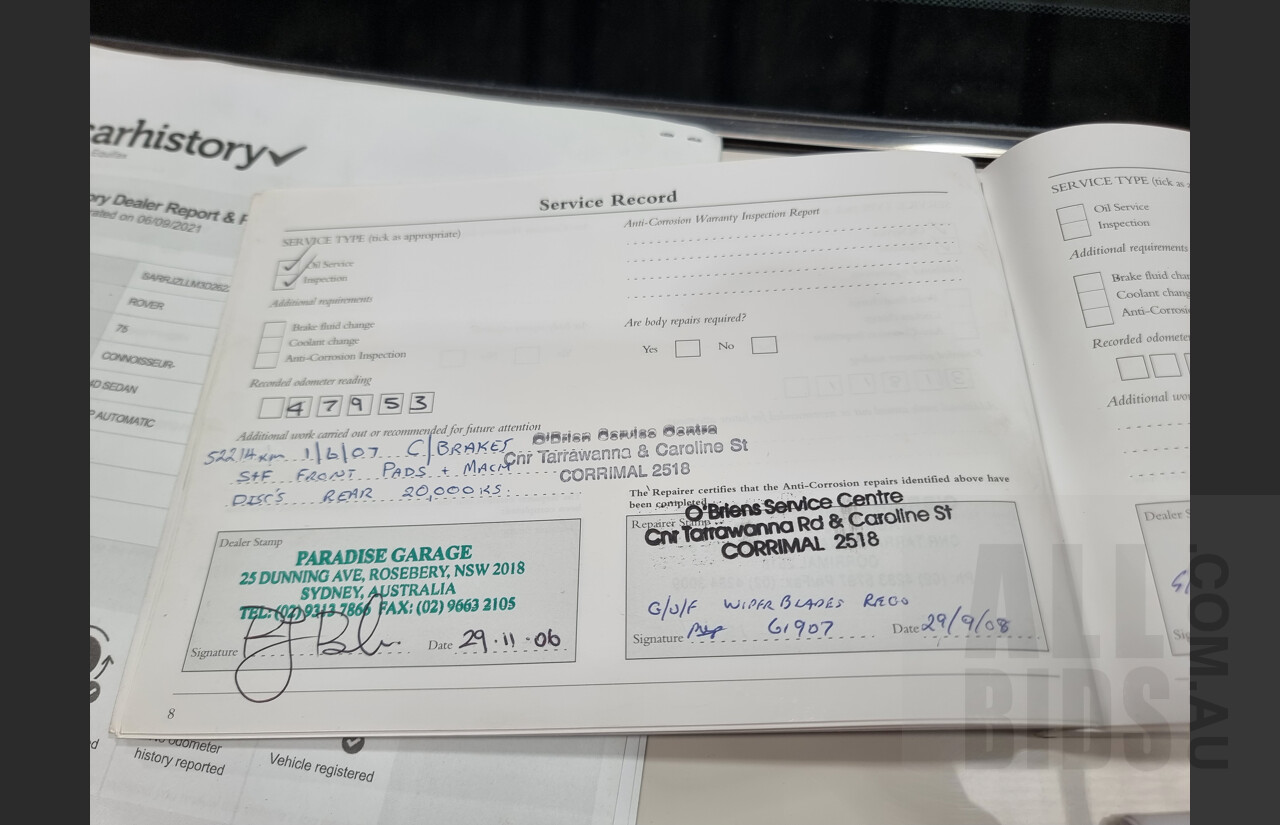 carhistory
ory Dealer Report & R
rated on 06/09/2021
ROVER
75
CONNOISSEUR-
D SEDAN
P AUTOMATIC
odometer
history reported
Vehicle registered
Service Record
SERVICE TYPE (tick as appropriate)
Oil Service
Inspection
Additional requirements
Brake fluid change
Coolant change
Anti-Corrosion Inspection
Recorded odometer reading
47953
Additional work carried out or recommended for future attention
52214km 1/6/07 C/BRAKES
S+F FRONT PADS + MACH
DISC'S REAR 20,000KS.
O'Brien Service Centre
Cnr Tarrawanna & Caroline St
CORRIMAL 2518
Dealer Stamp
PARADISE GARAGE
25 DUNNING AVE, ROSEBERY, NSW 2018
SYDNEY, AUSTRALIA
TEL: (02) 9313 7866 FAX: (02) 9663 2105
Signature Date 29.11.06
8
Anti-Corrosion Warranty Inspection Report
Are body repairs required?
Yes No
The Repairer certifies that the Anti-Corrosion repairs identified above have
been completed
Repairer Stamp
O'Briens Service Centre
Cnr Tarrawanna Rd & Caroline St
CORRIMAL 2518
G/U/F WIPER BLADES REGO
Signature 61907 Date 29/9/08
SERVICE TYPE (tick as a
Oil Service
Inspection
Additional requirements
Brake fluid chan
Coolant chang
Anti-Corrosi
Recorded odomete
Additional wo
Dealer S
Sig
ALL
BIDS
.COM.AU